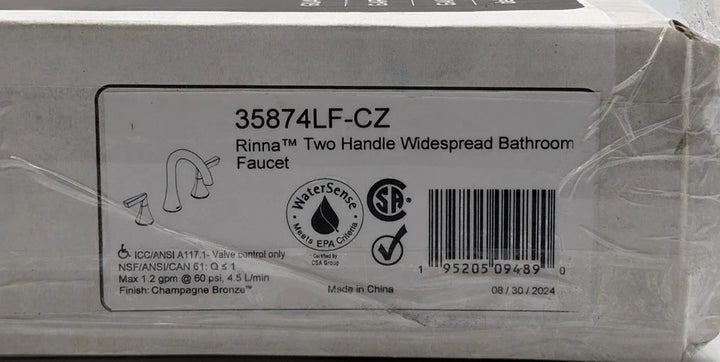 35874LF-CZ
Rinna™ Two Handle Widespread Bathroom
Faucet
WaterSense
Meets EPA Criteria
Certified by
CSA Group
SA
ICC/ANSI A117.1- Valve control only
NSF/ANSI/CAN 61: Q ≤ 1
Max 1.2 gpm @ 60 psi, 4.5 L/min
Finish: Champagne Bronze™
Made in China
1 95205 09489 0
08 / 30 / 2024